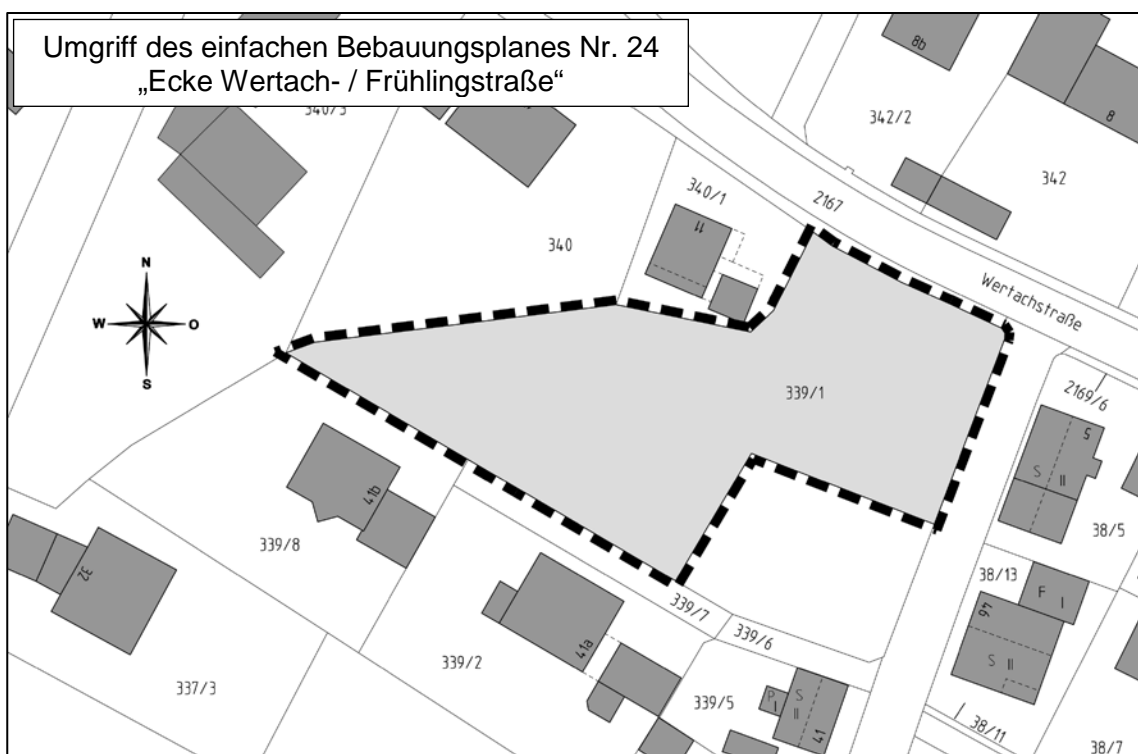 Umgriff des einfachen Bebauungsplanes Nr. 24
„Ecke Wertach- / Frühlingstraße“
8b
8
340/3
342/2
342
340/1
2167
11
340
N
W
O
S
Wertachstraße
339/1
2169/6
5
S II
41b
38/5
339/8
32
38/13
F I
46
339/7
339/6
S II
339/2
41a
337/3
339/5
P I
S II
41
38/11
38/7